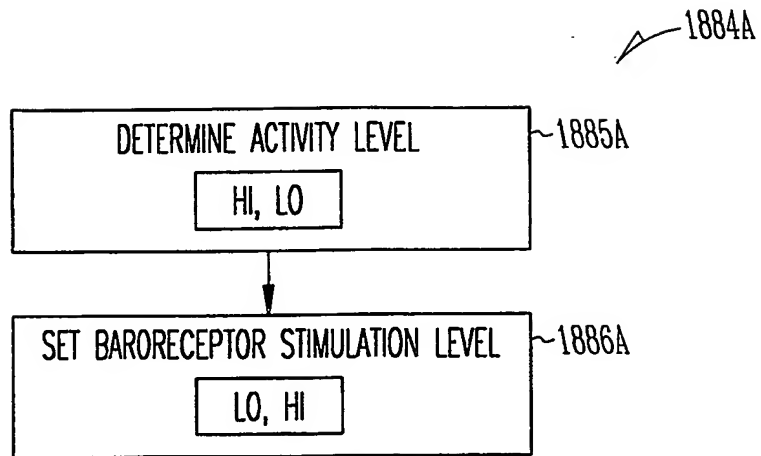 1884A
DETERMINE ACTIVITY LEVEL
1885A
HI, LO
SET BARORECEPTOR STIMULATION LEVEL
1886A
LO, HI